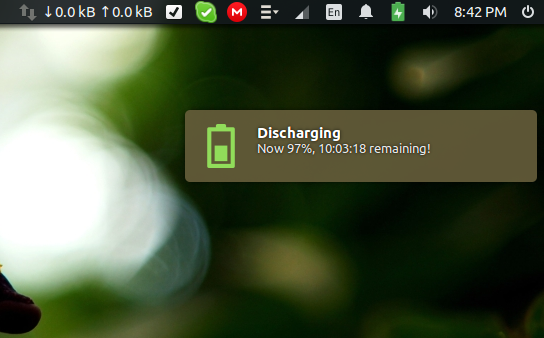 ↓0.0 kB ↑0.0 kB M En 8:42 PM
Discharging
Now 97%, 10:03:18 remaining!